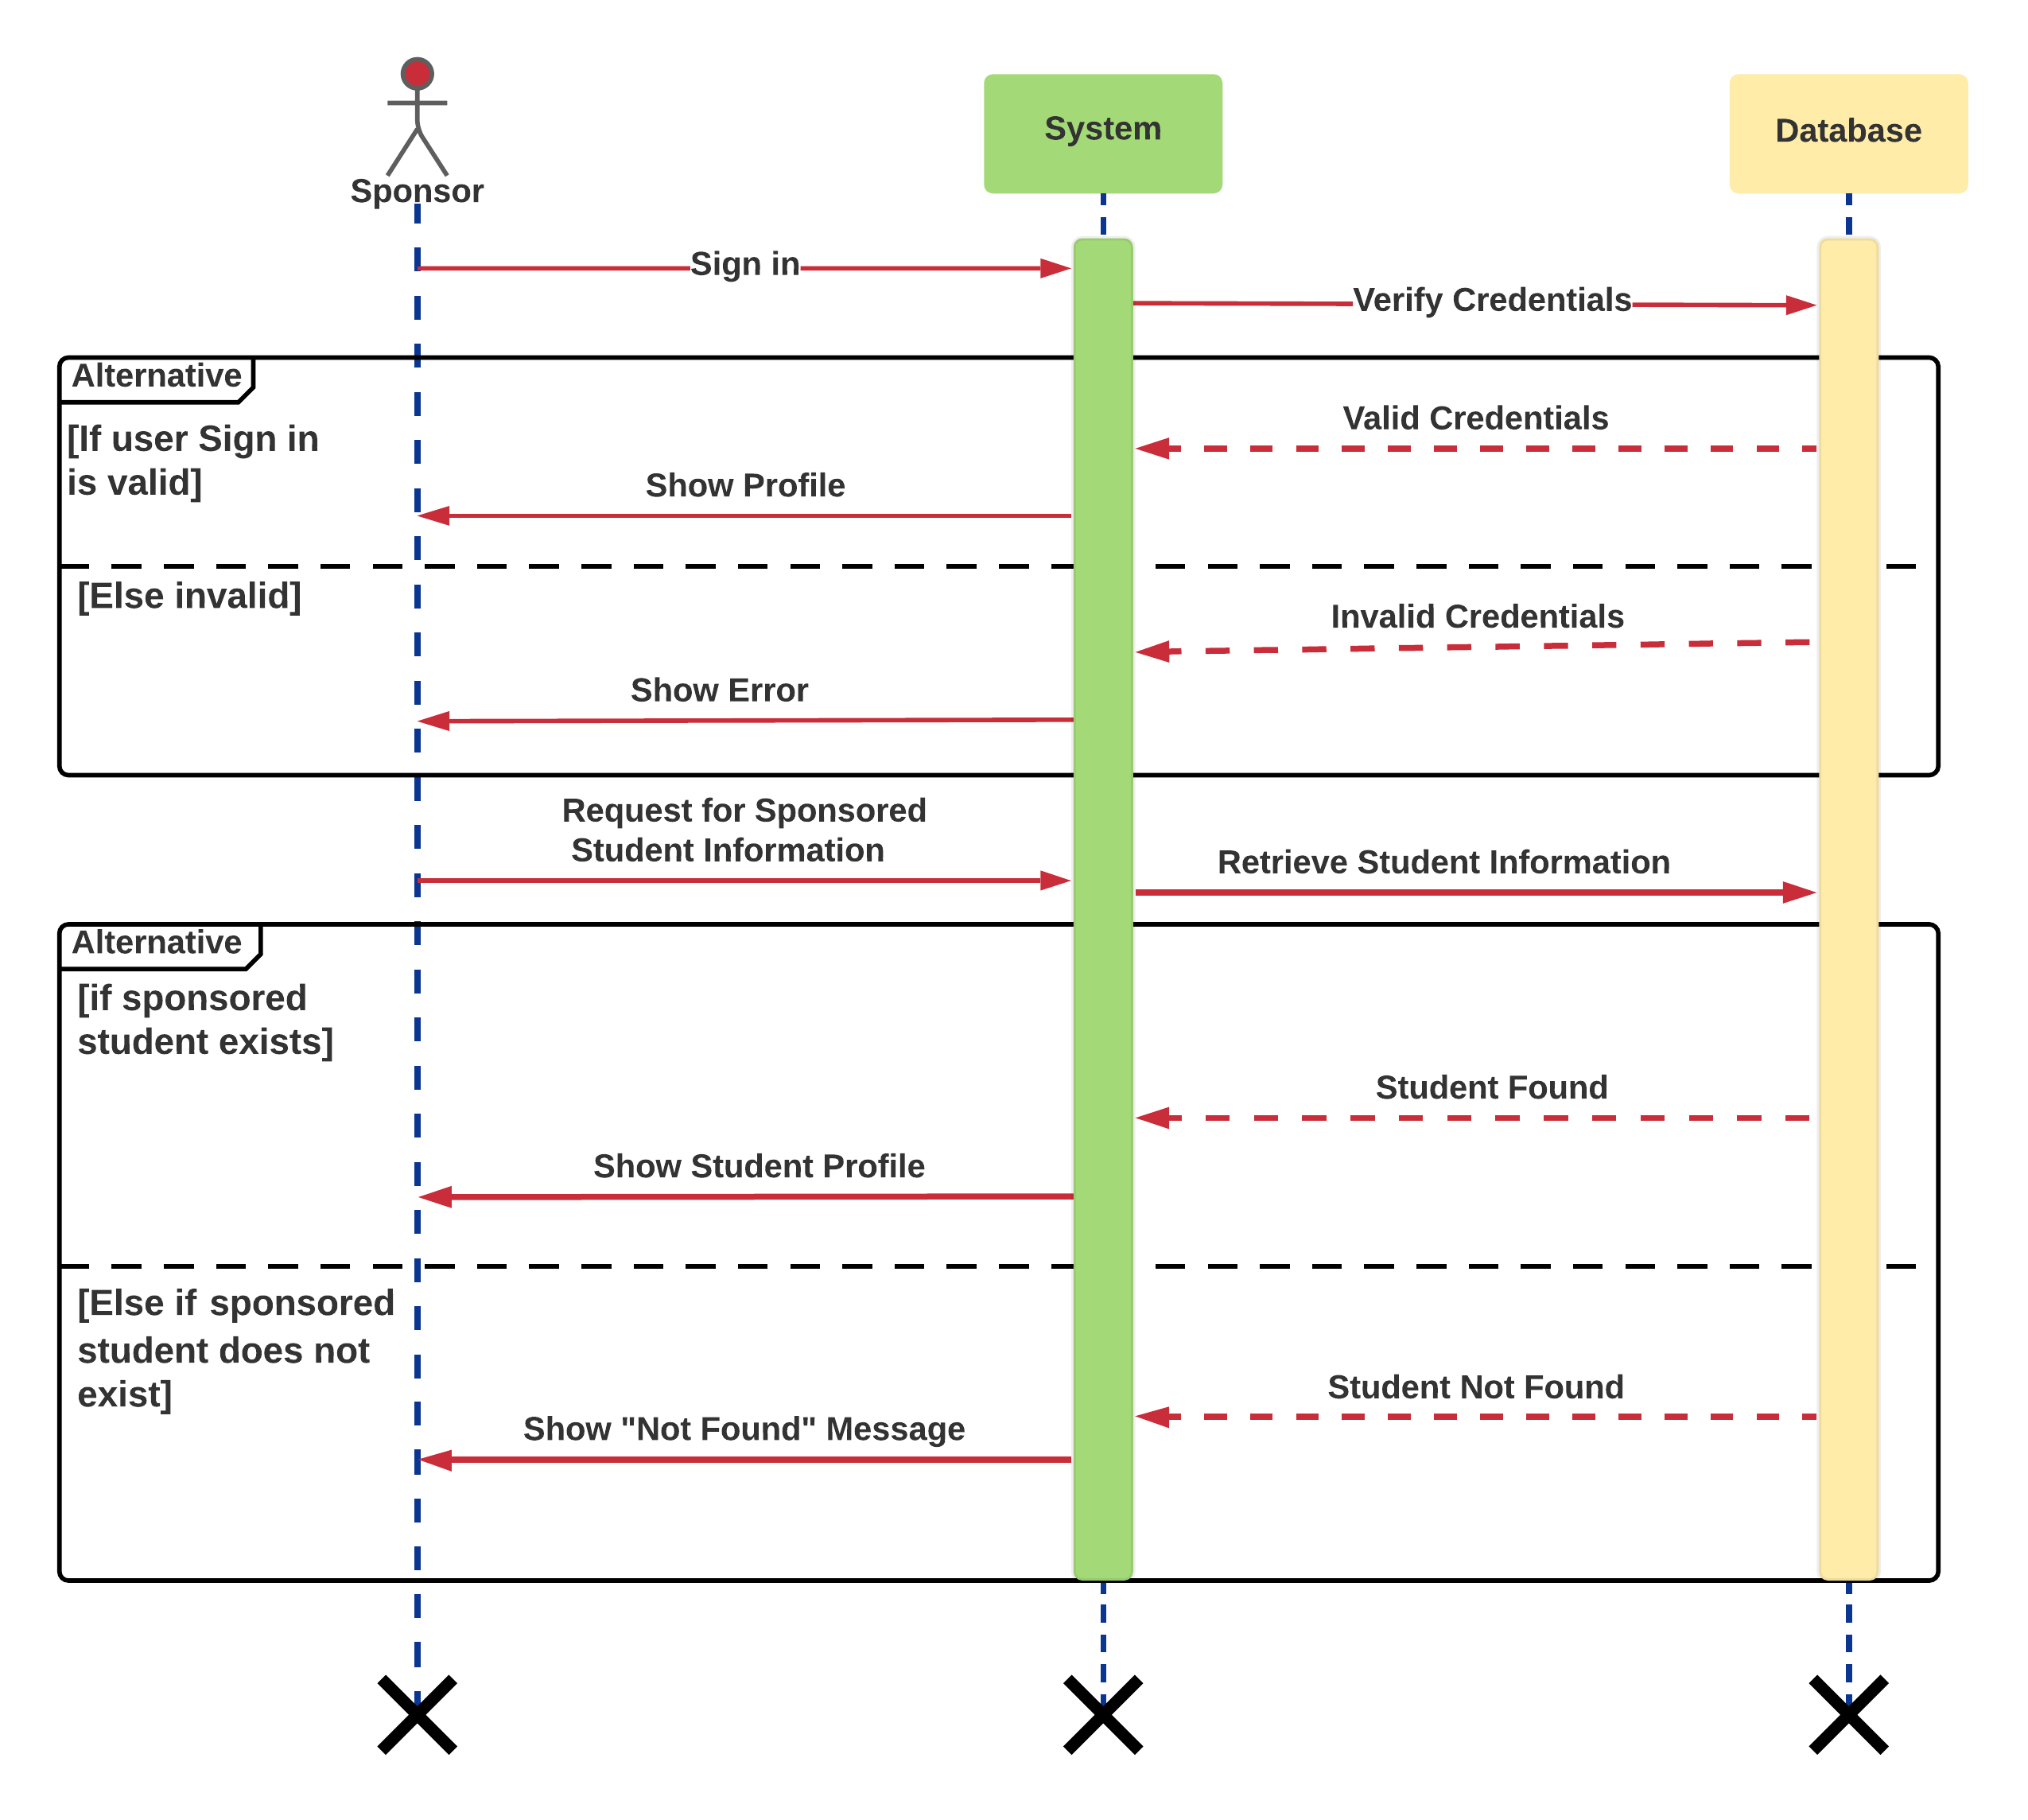 Sponsor
System
Database
Sign in
Verify Credentials
Alternative
[If user Sign in
is valid]
Valid Credentials
Show Profile
[Else invalid]
Invalid Credentials
Show Error
Request for Sponsored
Student Information
Retrieve Student Information
Alternative
[if sponsored
student exists]
Student Found
Show Student Profile
[Else if sponsored
student does not
exist]
Student Not Found
Show "Not Found" Message